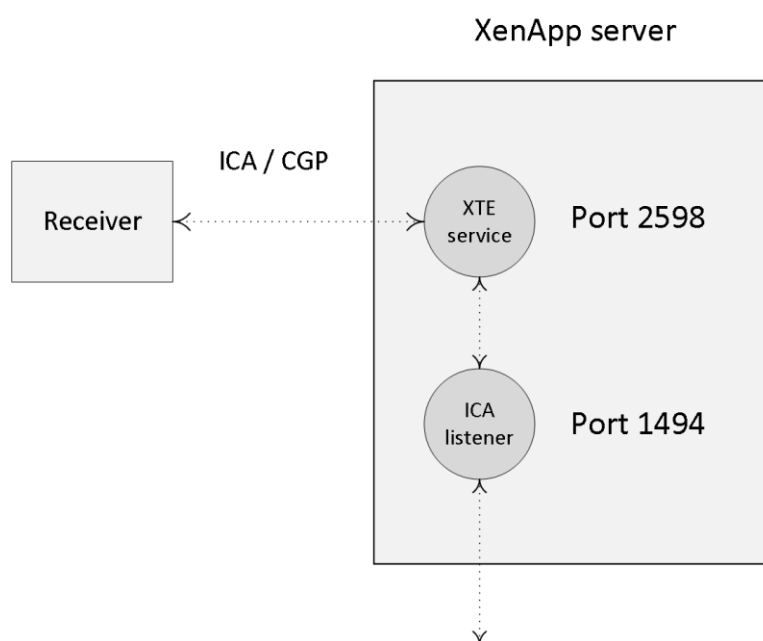 XenApp server
ICA / CGP
Receiver
XTE
service
Port 2598
ICA
listener
Port 1494